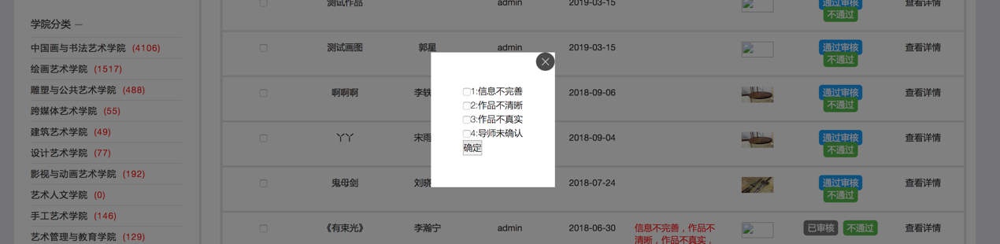 测试作品 admin 2019-03-15 通过审核 查看详情
不通过
学院分类 —
中国画与书法艺术学院 (4106) 测试画图 郭星 admin 2019-03-15 通过审核 查看详情
不通过
绘画艺术学院 (1517)
雕塑与公共艺术学院 (488) 啊啊啊 李轶 2018-09-06 通过审核 查看详情
不通过
跨媒体艺术学院 (55)
建筑艺术学院 (49) 丫丫 宋雨 2018-09-04 通过审核 查看详情
不通过
设计艺术学院 (77)
影视与动画艺术学院 (192) 鬼母剑 刘晓 2018-07-24 通过审核 查看详情
不通过
艺术人文学院 (0)
手工艺术学院 (146)
艺术管理与教育学院 (129) 《有束光》 李瀚宁 admin 2018-06-30 信息不完善，作品不 已审核 不通过 查看详情
清晰，作品不真实，
1:信息不完善
2:作品不清晰
3:作品不真实
4:导师未确认
确定